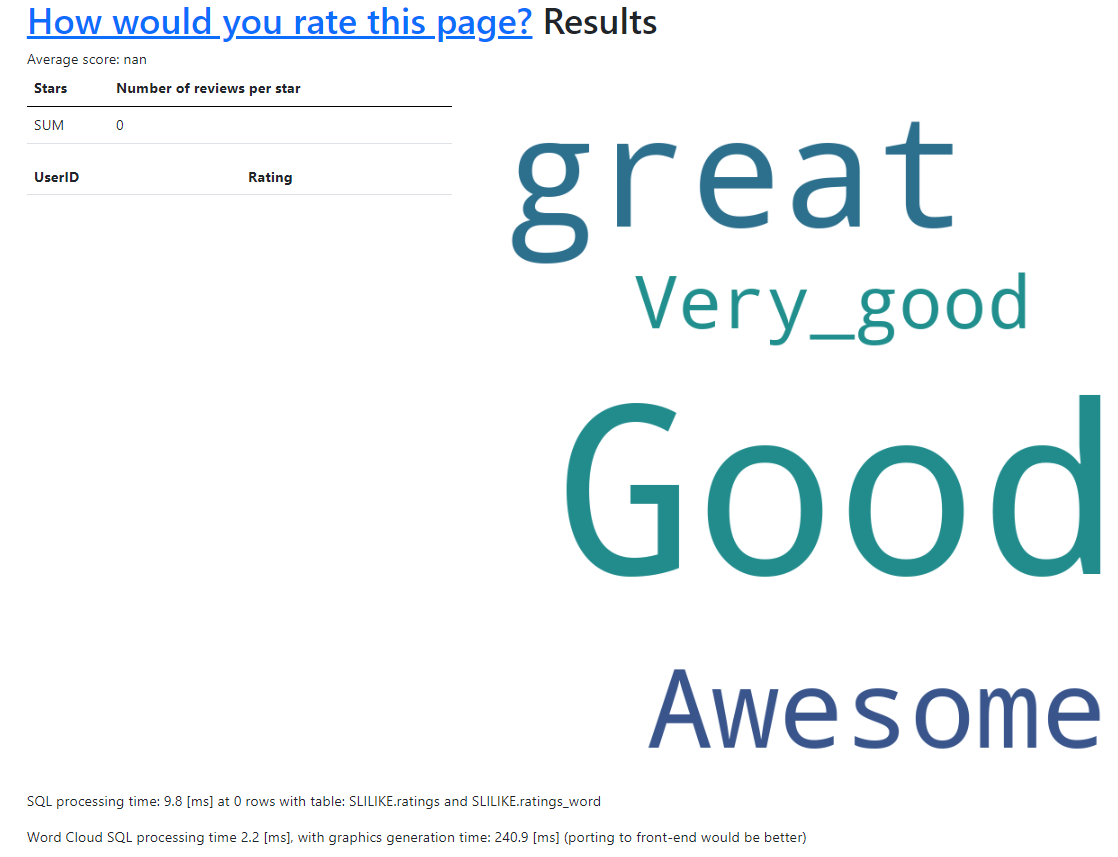 How would you rate this page? Results
Average score: nan
Stars Number of reviews per star
SUM 0
UserID Rating
great
Very_good
Good
Awesome
SQL processing time: 9.8 [ms] at 0 rows with table: SLILIKE.ratings and SLILIKE.ratings_word
Word Cloud SQL processing time 2.2 [ms], with graphics generation time: 240.9 [ms] (porting to front-end would be better)